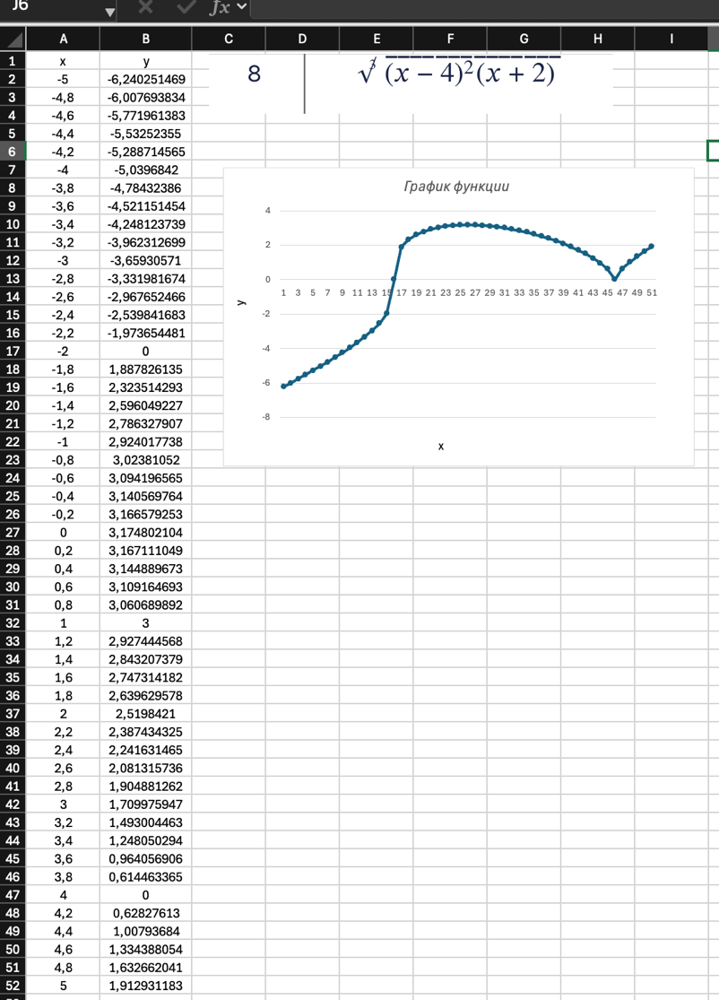 J6 fx
A B C D E F G H I
1 x y
8 ∛(x − 4)²(x + 2)
2 -5 -6,240251469
3 -4,8 -6,007693834
4 -4,6 -5,771961383
5 -4,4 -5,53252355
6 -4,2 -5,288714565
7 -4 -5,0396842
8 -3,8 -4,78432386
9 -3,6 -4,521151454
10 -3,4 -4,248123739
11 -3,2 -3,962312699
12 -3 -3,65930571
13 -2,8 -3,331981674
14 -2,6 -2,967652466
15 -2,4 -2,539841683
16 -2,2 -1,973654481
17 -2 0
18 -1,8 1,887826135
19 -1,6 2,323514293
20 -1,4 2,596049227
21 -1,2 2,786327907
22 -1 2,924017738
23 -0,8 3,02381052
24 -0,6 3,094196565
25 -0,4 3,140569764
26 -0,2 3,166579253
27 0 3,174802104
28 0,2 3,167111049
29 0,4 3,144889673
30 0,6 3,109164693
31 0,8 3,060689892
32 1 3
33 1,2 2,927444568
34 1,4 2,843207379
35 1,6 2,747314182
36 1,8 2,639629578
37 2 2,5198421
38 2,2 2,387434325
39 2,4 2,241631465
40 2,6 2,081315736
41 2,8 1,904881262
42 3 1,709975947
43 3,2 1,493004463
44 3,4 1,248050294
45 3,6 0,964056906
46 3,8 0,614463365
47 4 0
48 4,2 0,62827613
49 4,4 1,00793684
50 4,6 1,334388054
51 4,8 1,632662041
52 5 1,912931183
График функции
4
2
0
1 3 5 7 9 11 13 15 17 19 21 23 25 27 29 31 33 35 37 39 41 43 45 47 49 51
y
-2
-4
-6
-8
x